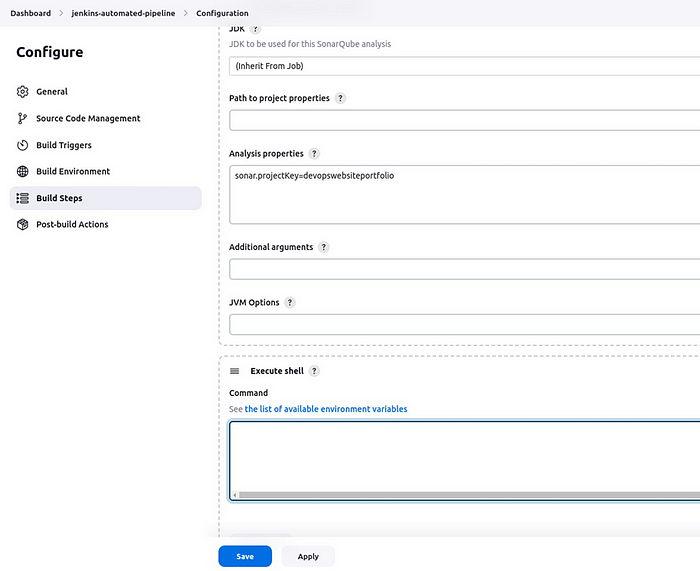 Dashboard > jenkins-automated-pipeline > Configuration
Configure
General
Source Code Management
Build Triggers
Build Environment
Build Steps
Post-build Actions
JDK ?
JDK to be used for this SonarQube analysis
(Inherit From Job)
Path to project properties ?
Analysis properties ?
sonar.projectKey=devopswebsiteportfolio
Additional arguments ?
JVM Options ?
Execute shell ?
Command
See the list of available environment variables
Save Apply